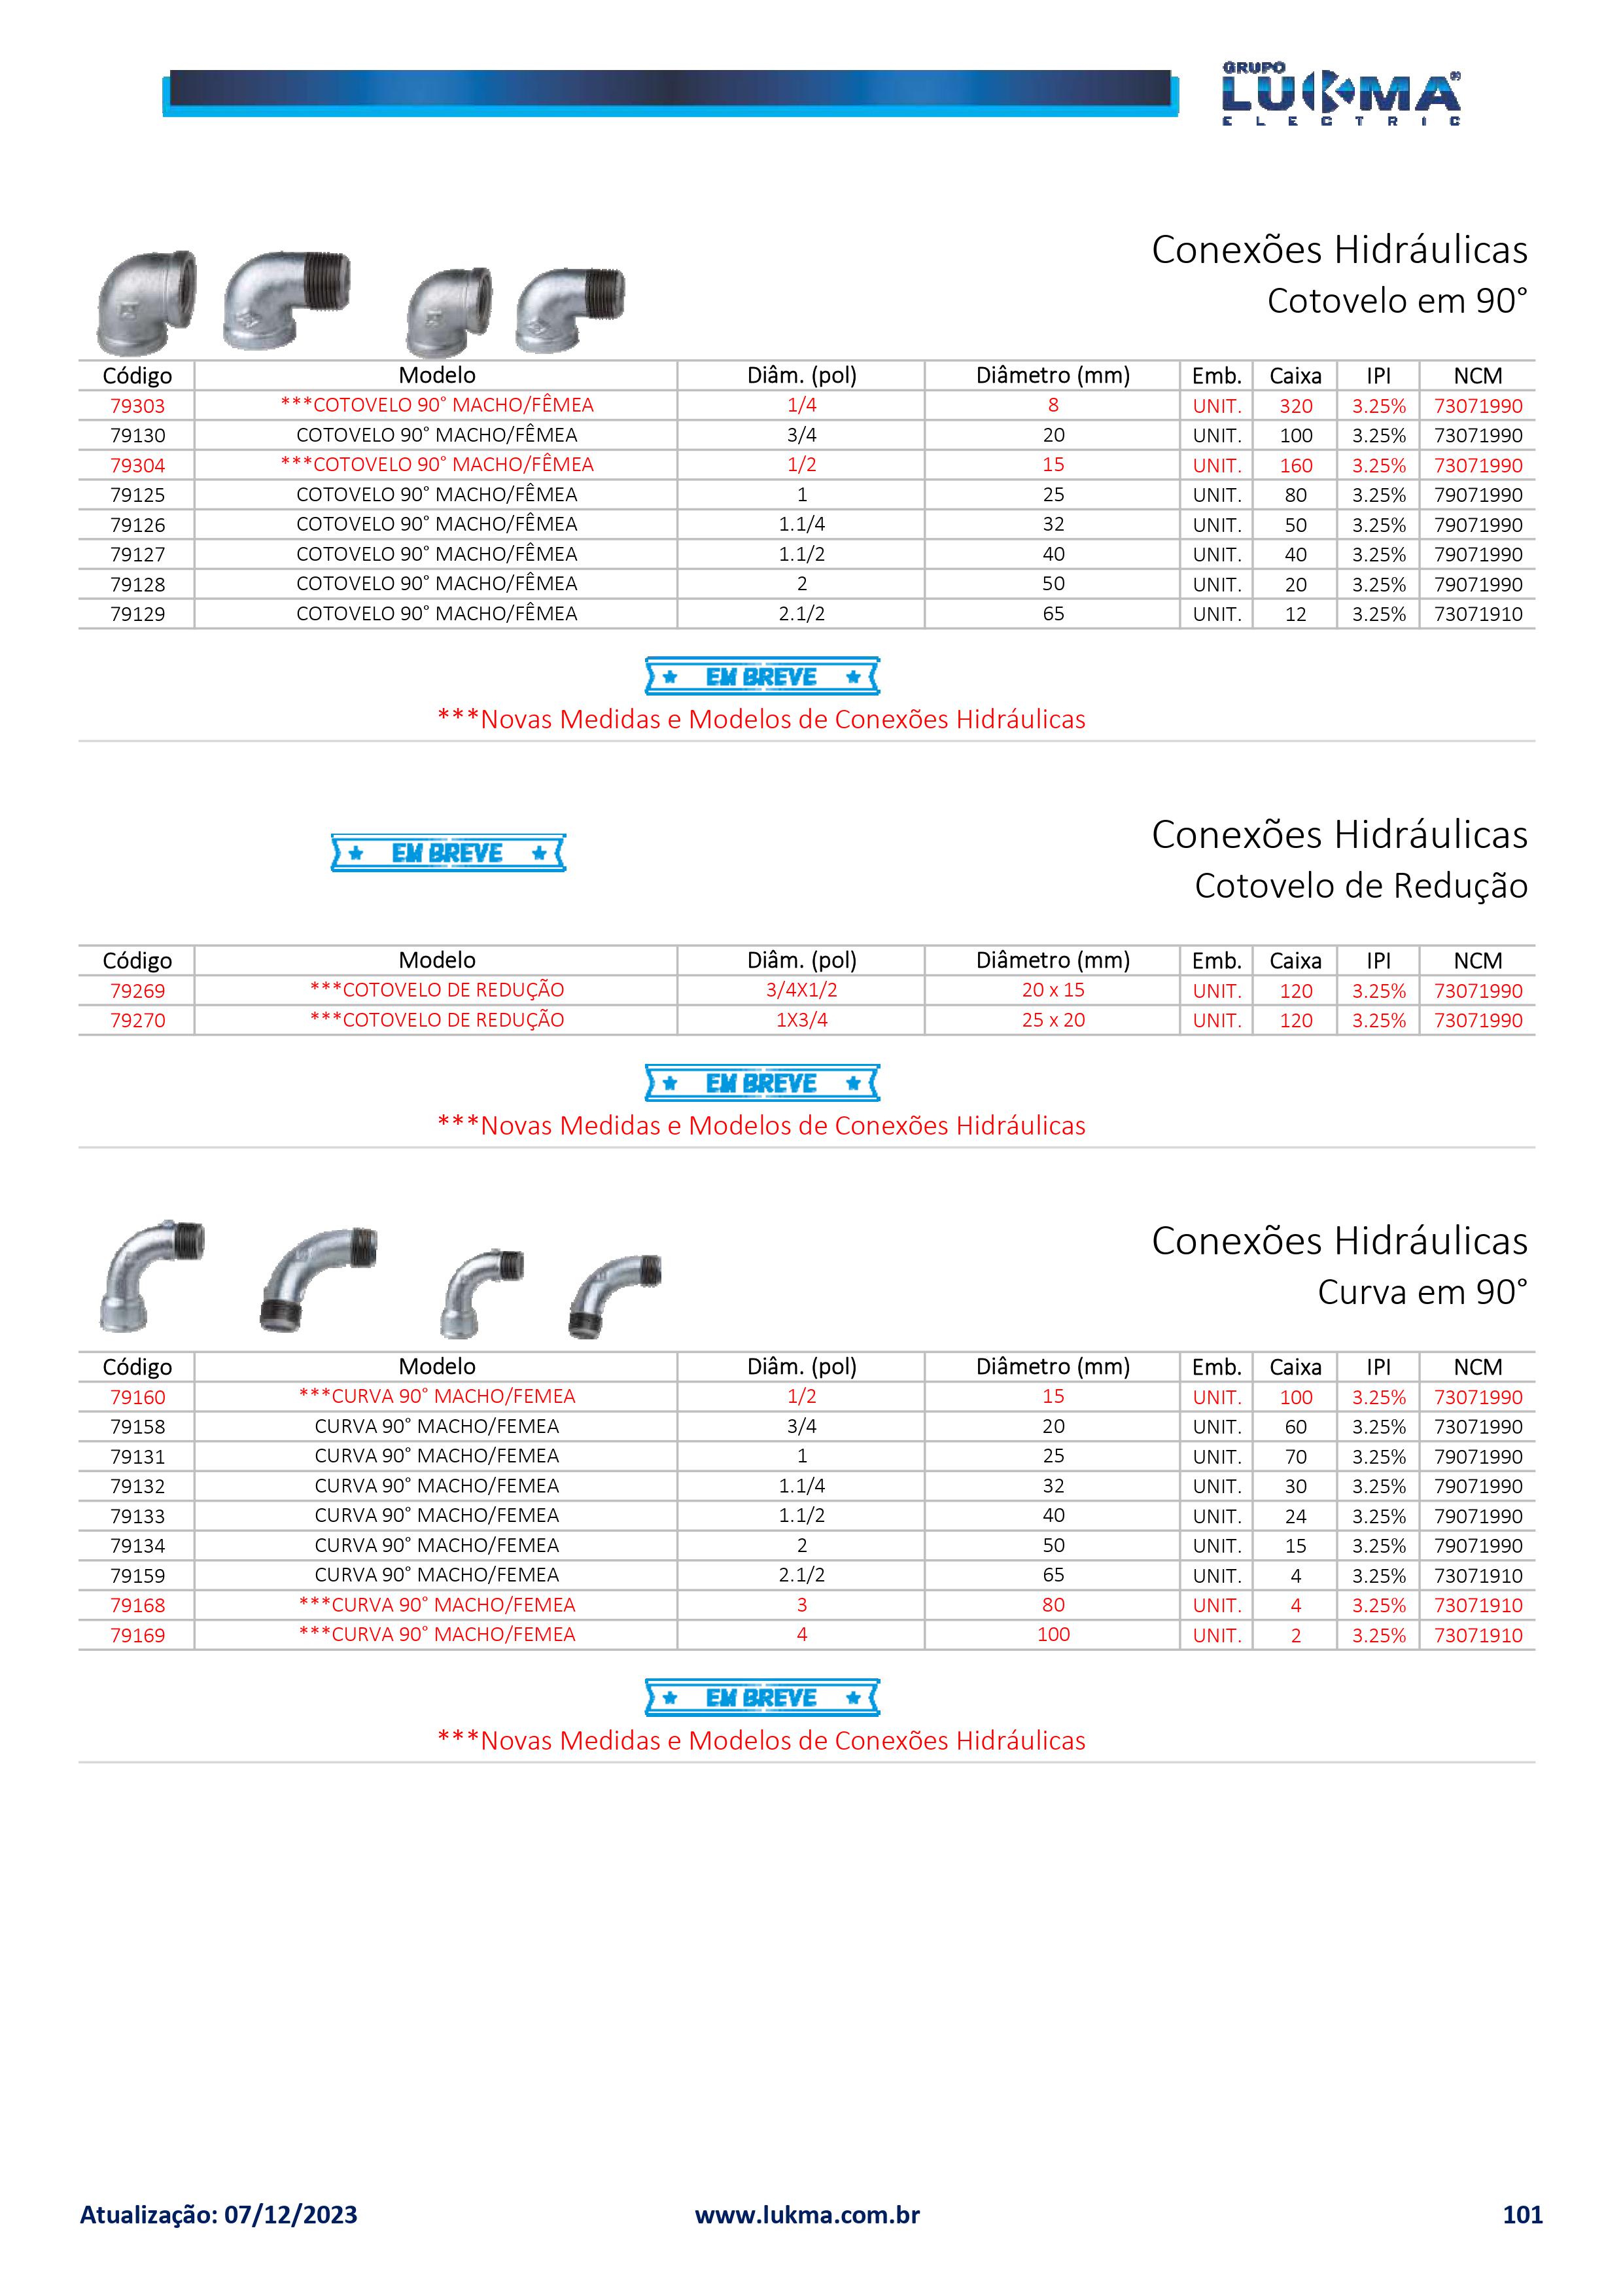 GRUPO
LUKMA®
ELECTRIC
Conexões Hidráulicas
Cotovelo em 90°
Código Modelo Diâm. (pol) Diâmetro (mm) Emb. Caixa IPI NCM
79303 ***COTOVELO 90° MACHO/FÊMEA 1/4 8 UNIT. 320 3.25% 73071990
79130 COTOVELO 90° MACHO/FÊMEA 3/4 20 UNIT. 100 3.25% 73071990
79304 ***COTOVELO 90° MACHO/FÊMEA 1/2 15 UNIT. 160 3.25% 73071990
79125 COTOVELO 90° MACHO/FÊMEA 1 25 UNIT. 80 3.25% 79071990
79126 COTOVELO 90° MACHO/FÊMEA 1.1/4 32 UNIT. 50 3.25% 79071990
79127 COTOVELO 90° MACHO/FÊMEA 1.1/2 40 UNIT. 40 3.25% 79071990
79128 COTOVELO 90° MACHO/FÊMEA 2 50 UNIT. 20 3.25% 79071990
79129 COTOVELO 90° MACHO/FÊMEA 2.1/2 65 UNIT. 12 3.25% 73071910
EM BREVE
***Novas Medidas e Modelos de Conexões Hidráulicas
Conexões Hidráulicas
EM BREVE
Cotovelo de Redução
Código Modelo Diâm. (pol) Diâmetro (mm) Emb. Caixa IPI NCM
79269 ***COTOVELO DE REDUÇÃO 3/4X1/2 20 x 15 UNIT. 120 3.25% 73071990
79270 ***COTOVELO DE REDUÇÃO 1X3/4 25 x 20 UNIT. 120 3.25% 73071990
EM BREVE
***Novas Medidas e Modelos de Conexões Hidráulicas
Conexões Hidráulicas
Curva em 90°
Código Modelo Diâm. (pol) Diâmetro (mm) Emb. Caixa IPI NCM
79160 ***CURVA 90° MACHO/FEMEA 1/2 15 UNIT. 100 3.25% 73071990
79158 CURVA 90° MACHO/FEMEA 3/4 20 UNIT. 60 3.25% 73071990
79131 CURVA 90° MACHO/FEMEA 1 25 UNIT. 70 3.25% 79071990
79132 CURVA 90° MACHO/FEMEA 1.1/4 32 UNIT. 30 3.25% 79071990
79133 CURVA 90° MACHO/FEMEA 1.1/2 40 UNIT. 24 3.25% 79071990
79134 CURVA 90° MACHO/FEMEA 2 50 UNIT. 15 3.25% 79071990
79159 CURVA 90° MACHO/FEMEA 2.1/2 65 UNIT. 4 3.25% 73071910
79168 ***CURVA 90° MACHO/FEMEA 3 80 UNIT. 4 3.25% 73071910
79169 ***CURVA 90° MACHO/FEMEA 4 100 UNIT. 2 3.25% 73071910
EM BREVE
***Novas Medidas e Modelos de Conexões Hidráulicas
Atualização: 07/12/2023 www.lukma.com.br 101